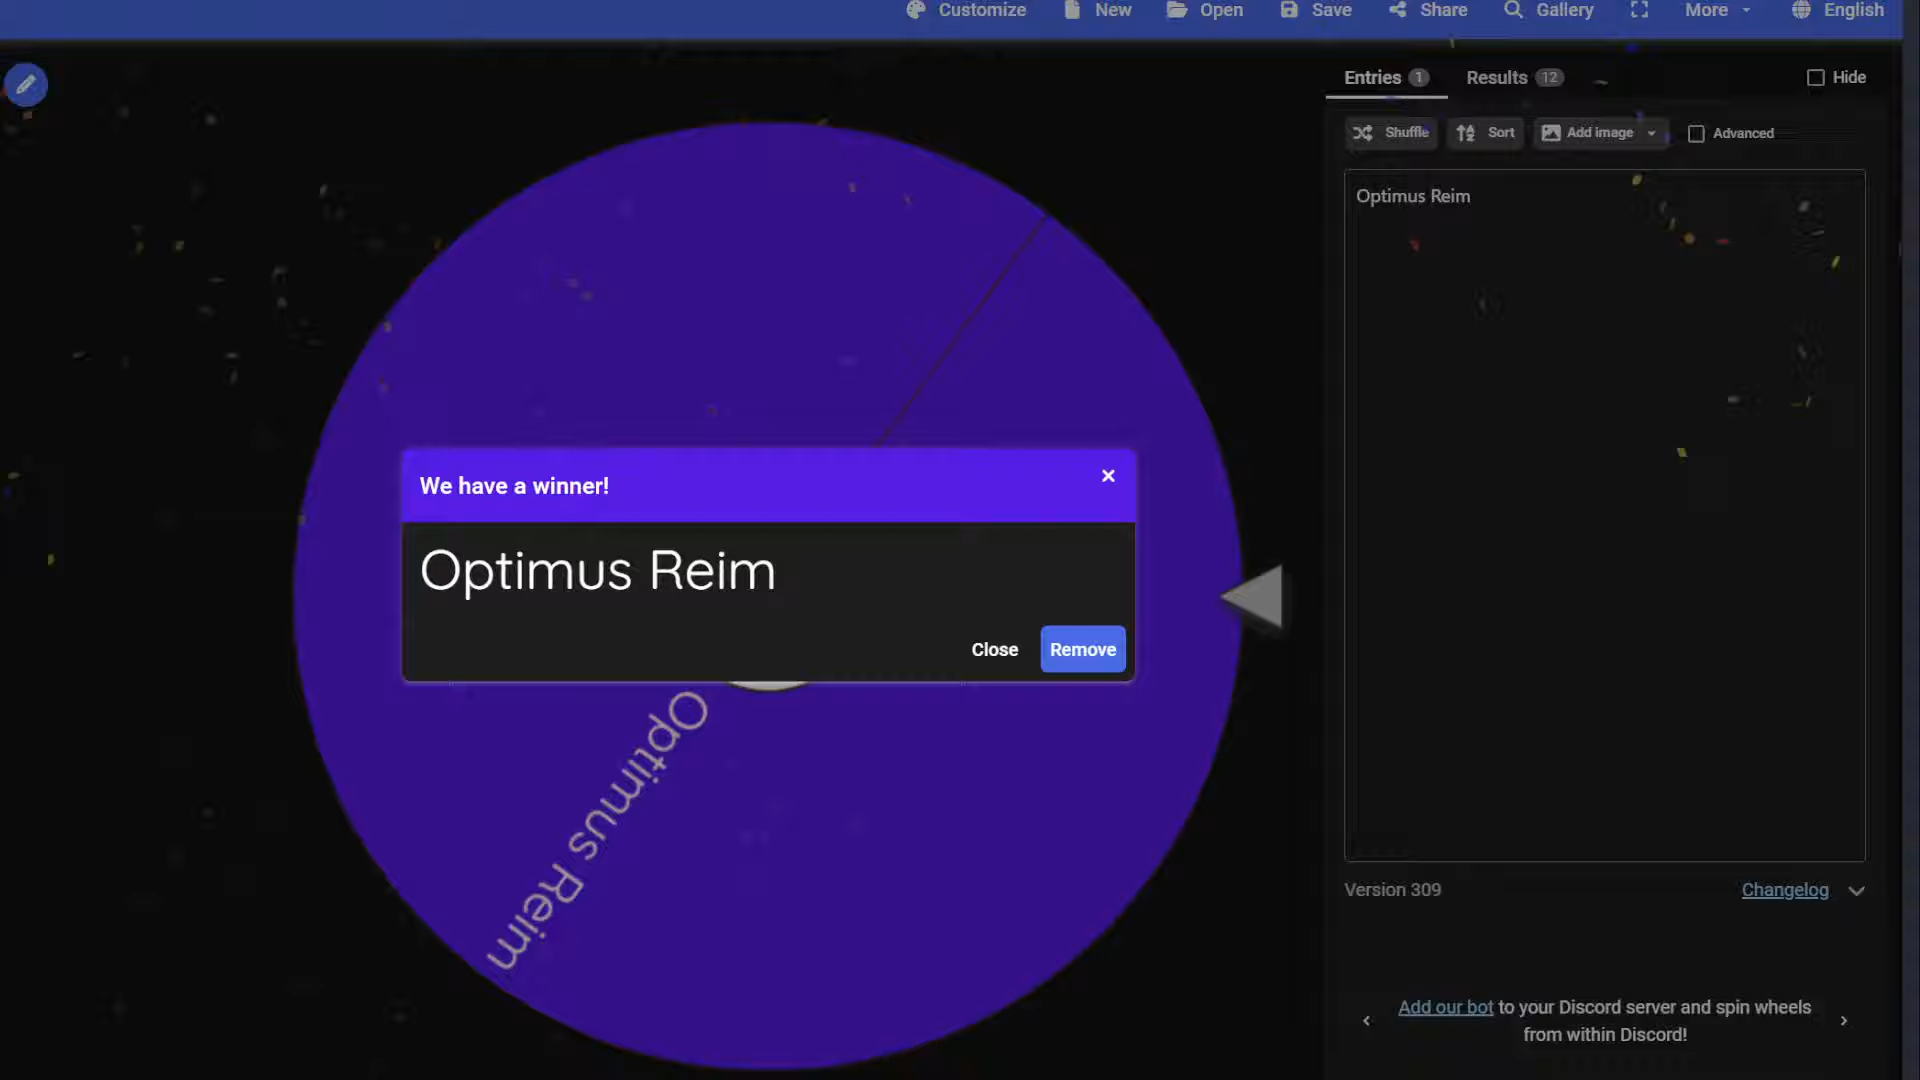 Customize New Open Save Share Gallery More English
Entries 1 Results 12 Hide
Shuffle Sort Add image Advanced
Optimus Reim
We have a winner!
Optimus Reim
Close Remove
Optimus Reim
Version 309 Changelog
Add our bot to your Discord server and spin wheels
from within Discord!